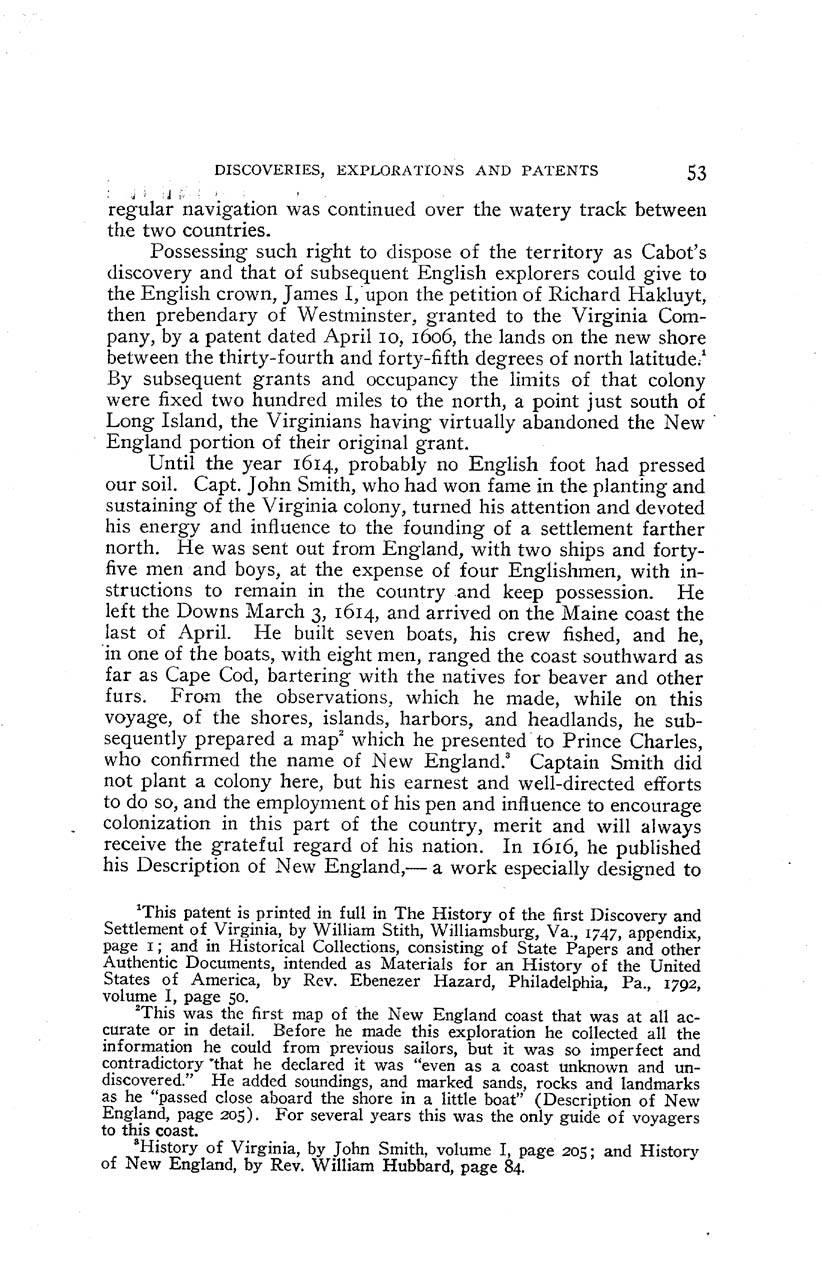 DISCOVERIES, EXPLORATIONS AND PATENTS 53
regular navigation was continued over the watery track between
the two countries.
Possessing such right to dispose of the territory as Cabot's
discovery and that of subsequent English explorers could give to
the English crown, James I, upon the petition of Richard Hakluyt,
then prebendary of Westminster, granted to the Virginia Com-
pany, by a patent dated April 10, 1606, the lands on the new shore
between the thirty-fourth and forty-fifth degrees of north latitude.¹
By subsequent grants and occupancy the limits of that colony
were fixed two hundred miles to the north, a point just south of
Long Island, the Virginians having virtually abandoned the New
England portion of their original grant.
Until the year 1614, probably no English foot had pressed
our soil. Capt. John Smith, who had won fame in the planting and
sustaining of the Virginia colony, turned his attention and devoted
his energy and influence to the founding of a settlement farther
north. He was sent out from England, with two ships and forty-
five men and boys, at the expense of four Englishmen, with in-
structions to remain in the country and keep possession. He
left the Downs March 3, 1614, and arrived on the Maine coast the
last of April. He built seven boats, his crew fished, and he,
in one of the boats, with eight men, ranged the coast southward as
far as Cape Cod, bartering with the natives for beaver and other
furs. From the observations, which he made, while on this
voyage, of the shores, islands, harbors, and headlands, he sub-
sequently prepared a map² which he presented to Prince Charles,
who confirmed the name of New England.³ Captain Smith did
not plant a colony here, but his earnest and well-directed efforts
to do so, and the employment of his pen and influence to encourage
colonization in this part of the country, merit and will always
receive the grateful regard of his nation. In 1616, he published
his Description of New England,— a work especially designed to
¹This patent is printed in full in The History of the first Discovery and
Settlement of Virginia, by William Stith, Williamsburg, Va., 1747, appendix,
page 1; and in Historical Collections, consisting of State Papers and other
Authentic Documents, intended as Materials for an History of the United
States of America, by Rev. Ebenezer Hazard, Philadelphia, Pa., 1792,
volume I, page 50.
²This was the first map of the New England coast that was at all ac-
curate or in detail. Before he made this exploration he collected all the
information he could from previous sailors, but it was so imperfect and
contradictory that he declared it was "even as a coast unknown and un-
discovered." He added soundings, and marked sands, rocks and landmarks
as he "passed close aboard the shore in a little boat" (Description of New
England, page 205). For several years this was the only guide of voyagers
to this coast.
³History of Virginia, by John Smith, volume I, page 205; and History
of New England, by Rev. William Hubbard, page 84.